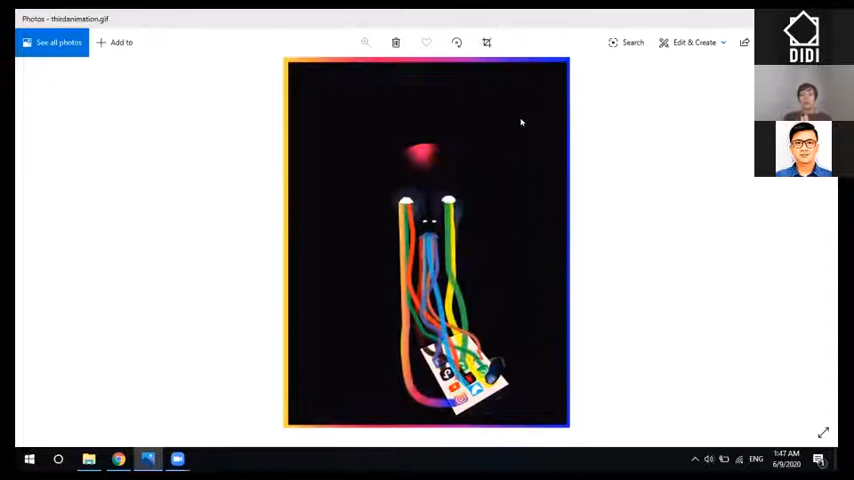 Photos - thirdanimation.gif
See all photos
Add to
Search
Edit & Create
DIDI
ENG
1:47 AM
6/9/2020